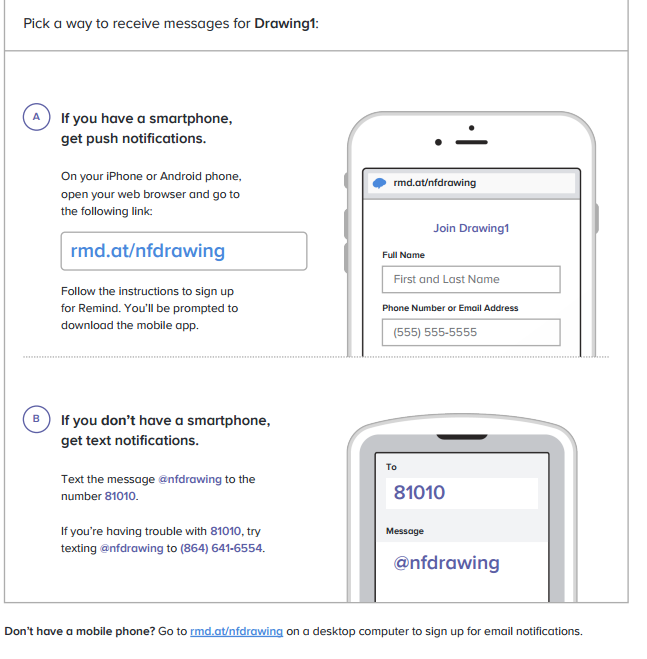 Pick a way to receive messages for Drawing1:
A
If you have a smartphone,
get push notifications.
On your iPhone or Android phone,
open your web browser and go to
the following link:
rmd.at/nfdrawing
Follow the instructions to sign up
for Remind. You’ll be prompted to
download the mobile app.
rmd.at/nfdrawing
Join Drawing1
Full Name
First and Last Name
Phone Number or Email Address
(555) 555-5555
B
If you don’t have a smartphone,
get text notifications.
Text the message @nfdrawing to the
number 81010.
If you’re having trouble with 81010, try
texting @nfdrawing to (864) 641-6554.
To
81010
Message
@nfdrawing
Don’t have a mobile phone? Go to rmd.at/nfdrawing on a desktop computer to sign up for email notifications.